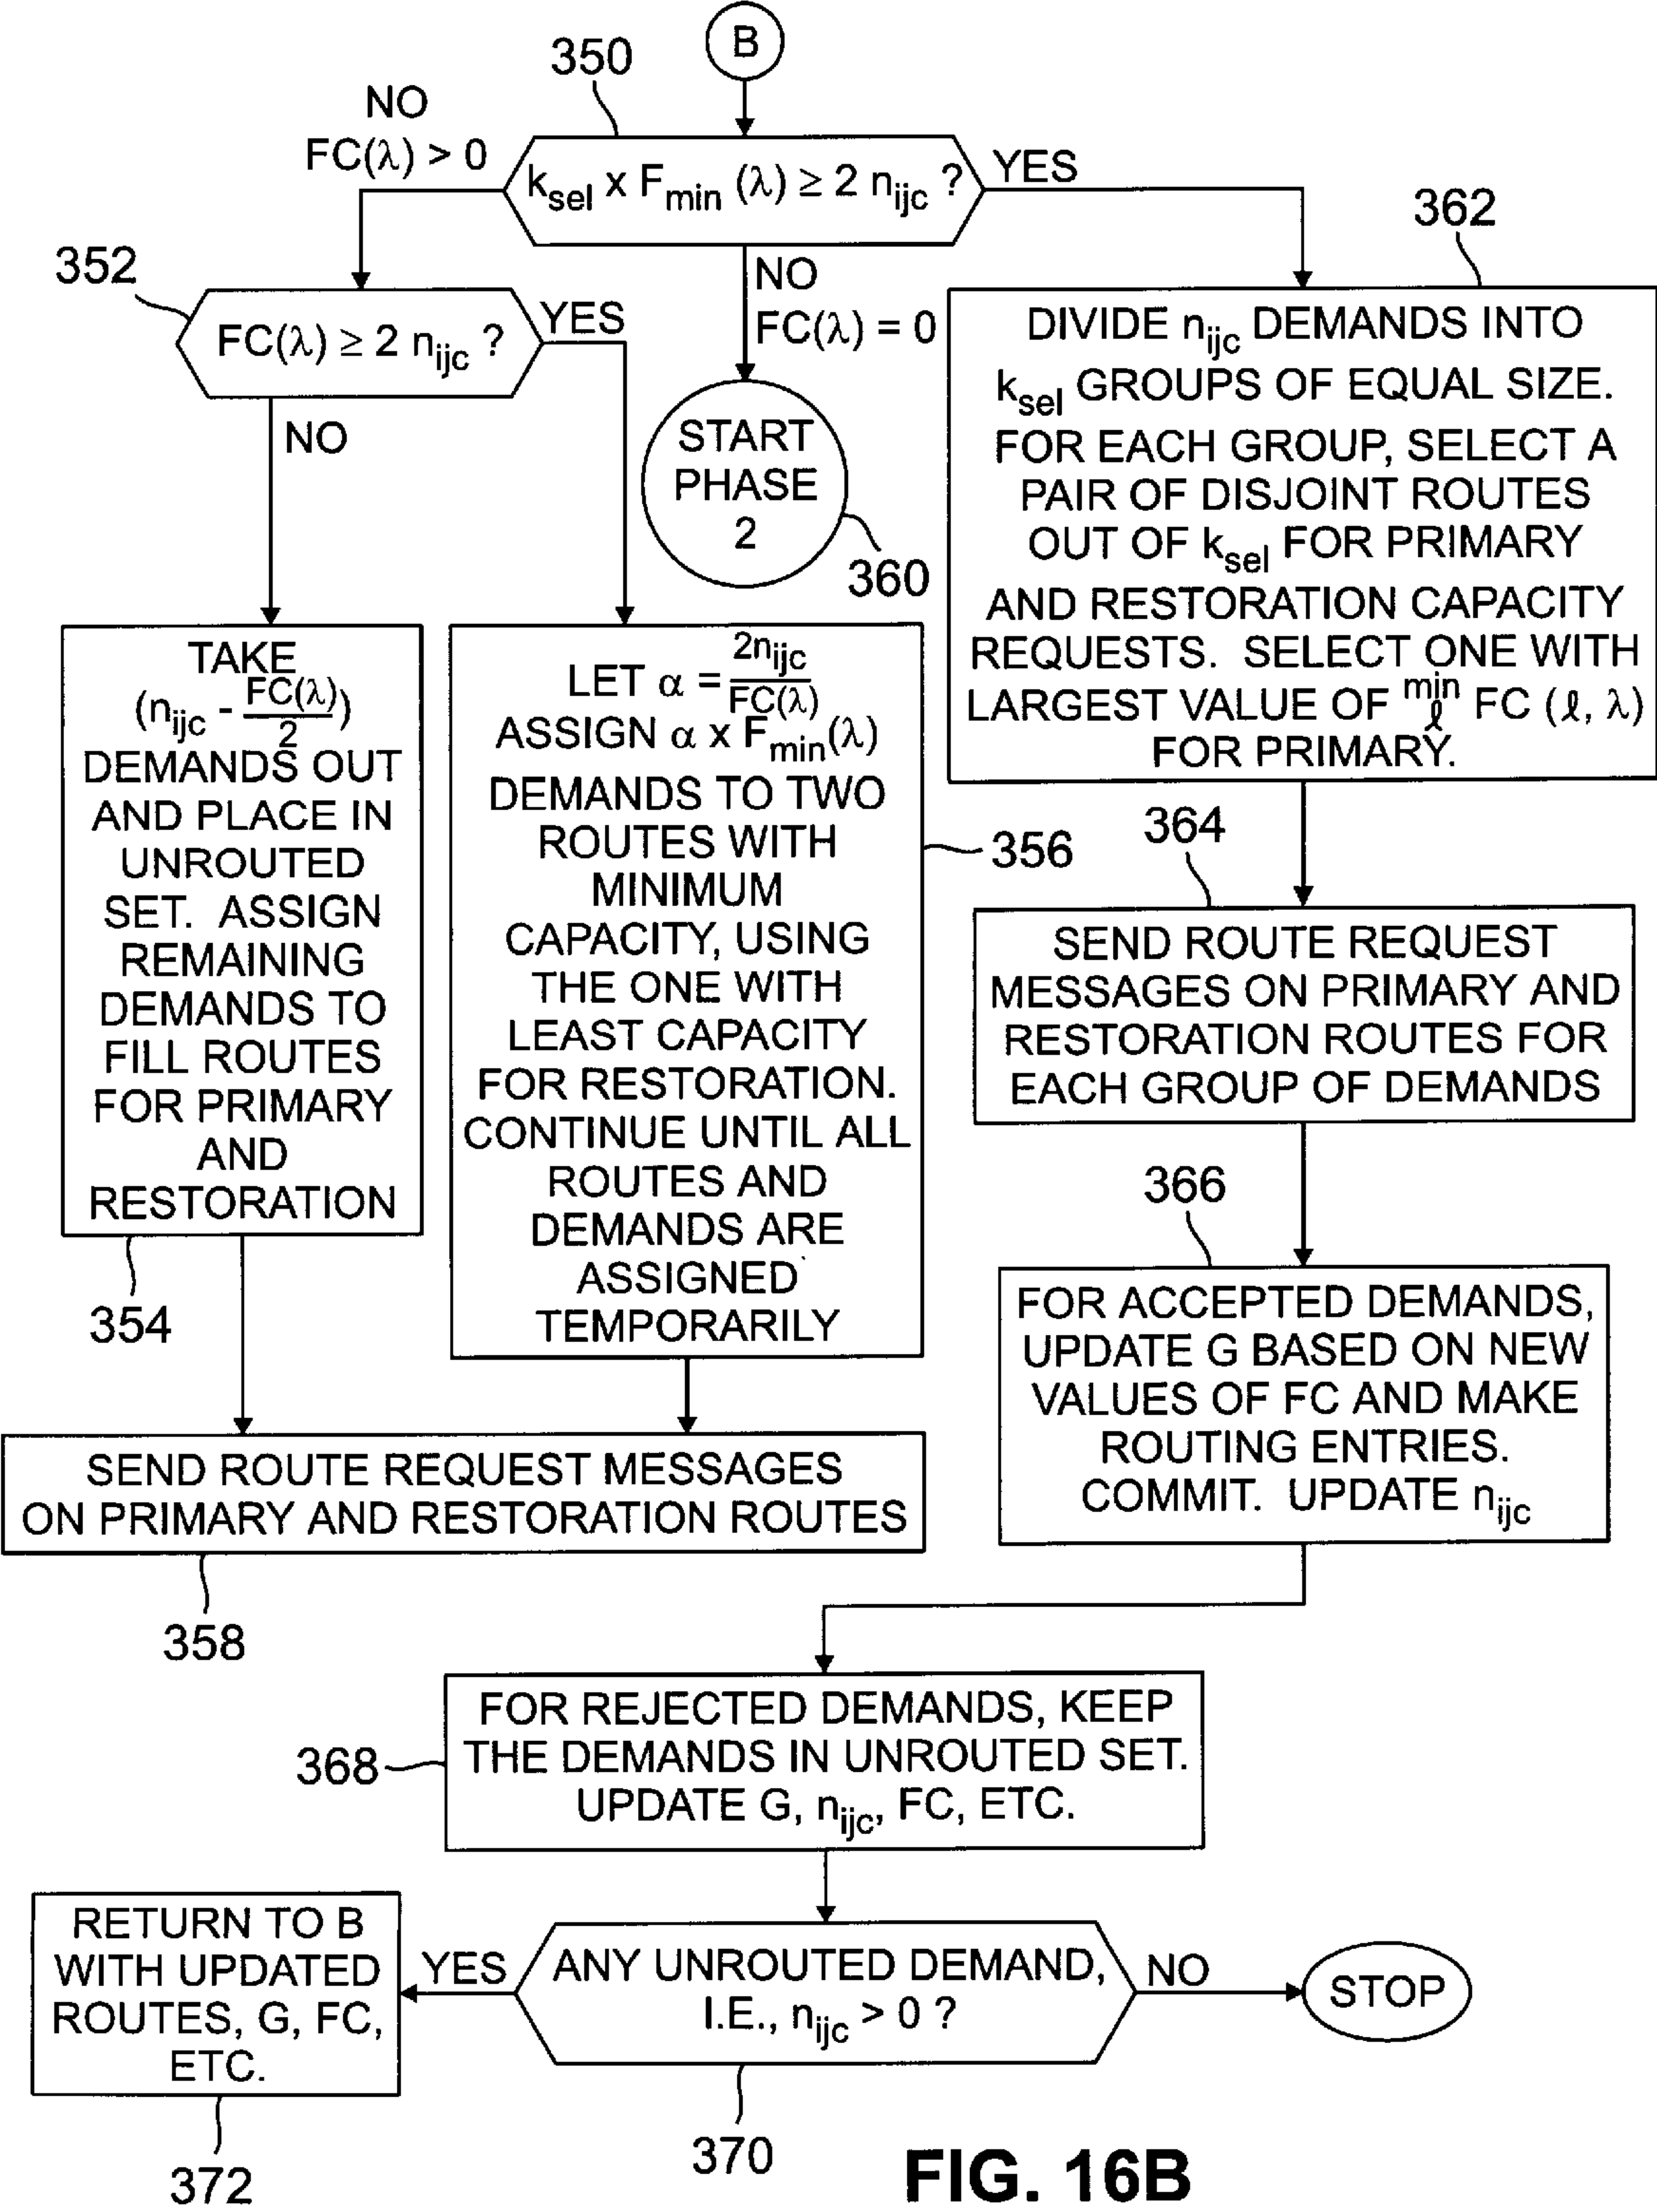 B
350
NO
FC(λ) > 0
k_sel x F_min (λ) ≥ 2 n_ijc ?
YES
362
352
FC(λ) ≥ 2 n_ijc ?
YES
NO
FC(λ) = 0
NO
START
PHASE
2
360
DIVIDE n_ijc DEMANDS INTO
k_sel GROUPS OF EQUAL SIZE.
FOR EACH GROUP, SELECT A
PAIR OF DISJOINT ROUTES
OUT OF k_sel FOR PRIMARY
AND RESTORATION CAPACITY
REQUESTS. SELECT ONE WITH
LARGEST VALUE OF min ℓ FC (ℓ, λ)
FOR PRIMARY.
TAKE
(n_ijc - FC(λ)/2)
DEMANDS OUT
AND PLACE IN
UNROUTED
SET. ASSIGN
REMAINING
DEMANDS TO
FILL ROUTES
FOR PRIMARY
AND
RESTORATION
354
LET α = 2n_ijc/FC(λ)
ASSIGN α x F_min(λ)
DEMANDS TO TWO
ROUTES WITH
MINIMUM
CAPACITY, USING
THE ONE WITH
LEAST CAPACITY
FOR RESTORATION.
CONTINUE UNTIL ALL
ROUTES AND
DEMANDS ARE
ASSIGNED
TEMPORARILY
356
364
SEND ROUTE REQUEST
MESSAGES ON PRIMARY AND
RESTORATION ROUTES FOR
EACH GROUP OF DEMANDS
366
FOR ACCEPTED DEMANDS,
UPDATE G BASED ON NEW
VALUES OF FC AND MAKE
ROUTING ENTRIES.
COMMIT. UPDATE n_ijc
SEND ROUTE REQUEST MESSAGES
ON PRIMARY AND RESTORATION ROUTES
358
FOR REJECTED DEMANDS, KEEP
THE DEMANDS IN UNROUTED SET.
UPDATE G, n_ijc, FC, ETC.
368
ANY UNROUTED DEMAND,
I.E., n_ijc > 0 ?
370
YES
NO
STOP
RETURN TO B
WITH UPDATED
ROUTES, G, FC,
ETC.
372
FIG. 16B